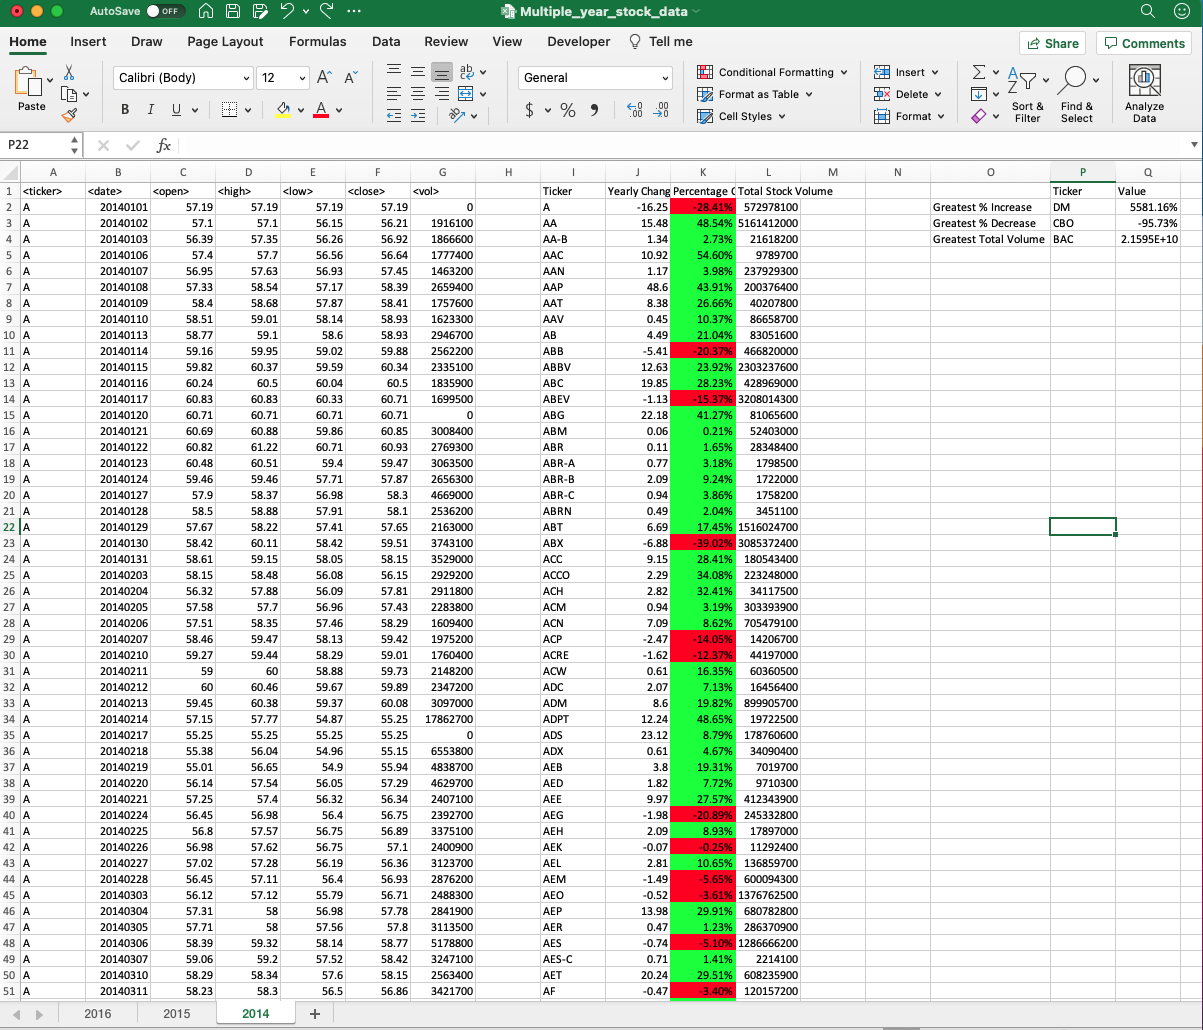 AutoSave OFF Multiple_year_stock_data
Home Insert Draw Page Layout Formulas Data Review View Developer Tell me Share Comments
Paste Calibri (Body) 12 General Conditional Formatting Format as Table Cell Styles Insert Delete Format Sort & Filter Find & Select Analyze Data
P22 fx
A B C D E F G H I J K L M N O P Q
1 <ticker> <date> <open> <high> <low> <close> <vol> Ticker Yearly Chang Percentage C Total Stock Volume Ticker Value
2 A 20140101 57.19 57.19 57.19 57.19 0 A -16.25 -28.41% 572978100 Greatest % Increase DM 5581.16%
3 A 20140102 57.1 57.1 56.15 56.21 1916100 AA 15.48 48.54% 5161412000 Greatest % Decrease CBO -95.73%
4 A 20140103 56.39 57.35 56.26 56.92 1866600 AA-B 1.34 2.73% 21618200 Greatest Total Volume BAC 2.1595E+10
5 A 20140106 57.4 57.7 56.56 56.64 1777400 AAC 10.92 54.60% 9789700
6 A 20140107 56.95 57.63 56.93 57.45 1463200 AAN 1.17 3.98% 237929300
7 A 20140108 57.33 58.54 57.17 58.39 2659400 AAP 48.6 43.91% 200376400
8 A 20140109 58.4 58.68 57.87 58.41 1757600 AAT 8.38 26.66% 40207800
9 A 20140110 58.51 59.01 58.14 58.93 1623300 AAV 0.45 10.37% 86658700
10 A 20140113 58.77 59.1 58.6 58.93 2946700 AB 4.49 21.04% 83051600
11 A 20140114 59.16 59.95 59.02 59.88 2562200 ABB -5.41 -20.37% 466820000
12 A 20140115 59.82 60.37 59.59 60.34 2335100 ABBV 12.63 23.92% 2303237600
13 A 20140116 60.24 60.5 60.04 60.5 1835900 ABC 19.85 28.23% 428969000
14 A 20140117 60.83 60.83 60.33 60.71 1699500 ABEV -1.13 -15.37% 3208014300
15 A 20140120 60.71 60.71 60.71 60.71 0 ABG 22.18 41.27% 81065600
16 A 20140121 60.69 60.88 59.86 60.85 3008400 ABM 0.06 0.21% 52403000
17 A 20140122 60.82 61.22 60.71 60.93 2769300 ABR 0.11 1.65% 28348400
18 A 20140123 60.48 60.51 59.4 59.47 3063500 ABR-A 0.77 3.18% 1798500
19 A 20140124 59.46 59.46 57.71 57.87 2656300 ABR-B 2.09 9.24% 1722000
20 A 20140127 57.9 58.37 56.98 58.3 4669000 ABR-C 0.94 3.86% 1758200
21 A 20140128 58.5 58.88 57.91 58.1 2536200 ABRN 0.49 2.04% 3451100
22 A 20140129 57.67 58.22 57.41 57.65 2163000 ABT 6.69 17.45% 1516024700
23 A 20140130 58.42 60.11 58.42 59.51 3743100 ABX -6.88 -39.02% 3085372400
24 A 20140131 58.61 59.15 58.05 58.15 3529000 ACC 9.15 28.41% 180543400
25 A 20140203 58.15 58.48 56.08 56.15 2929200 ACCO 2.29 34.08% 223248000
26 A 20140204 56.32 57.88 56.09 57.81 2911800 ACH 2.82 32.41% 34117500
27 A 20140205 57.58 57.7 56.96 57.43 2283800 ACM 0.94 3.19% 303393900
28 A 20140206 57.51 58.35 57.46 58.29 1609400 ACN 7.09 8.62% 705479100
29 A 20140207 58.46 59.47 58.13 59.42 1975200 ACP -2.47 -14.05% 14206700
30 A 20140210 59.27 59.44 58.29 59.01 1760400 ACRE -1.62 -12.37% 44197000
31 A 20140211 59 60 58.88 59.73 2148200 ACW 0.61 16.35% 60360500
32 A 20140212 60 60.46 59.67 59.89 2347200 ADC 2.07 7.13% 16456400
33 A 20140213 59.45 60.38 59.37 60.08 3097000 ADM 8.6 19.82% 899905700
34 A 20140214 57.15 57.77 54.87 55.25 17862700 ADPT 12.24 48.65% 19722500
35 A 20140217 55.25 55.25 55.25 55.25 0 ADS 23.12 8.79% 178760600
36 A 20140218 55.38 56.04 54.96 55.15 6553800 ADX 0.61 4.67% 34090400
37 A 20140219 55.01 56.65 54.9 55.94 4838700 AEB 3.8 19.31% 7019700
38 A 20140220 56.14 57.54 56.05 57.29 4629700 AED 1.82 7.72% 9710300
39 A 20140221 57.25 57.4 56.32 56.34 2407100 AEE 9.97 27.57% 412343900
40 A 20140224 56.45 56.98 56.4 56.75 2392700 AEG -1.98 -20.89% 245332800
41 A 20140225 56.8 57.57 56.75 56.89 3375100 AEH 2.09 8.93% 17897000
42 A 20140226 56.98 57.62 56.75 57.1 2400900 AEK -0.07 -0.25% 11292400
43 A 20140227 57.02 57.28 56.19 56.36 3123700 AEL 2.81 10.65% 136859700
44 A 20140228 56.45 57.11 56.4 56.93 2876200 AEM -1.49 -5.65% 600094300
45 A 20140303 56.12 57.12 55.79 56.71 2488300 AEO -0.52 -3.61% 1376762500
46 A 20140304 57.31 58 56.98 57.78 2841900 AEP 13.98 29.91% 680782800
47 A 20140305 57.71 58 57.56 57.8 3113500 AER 0.47 1.23% 286370900
48 A 20140306 58.39 59.32 58.14 58.77 5178800 AES -0.74 -5.10% 1286666200
49 A 20140307 59.06 59.2 57.52 58.42 3247100 AES-C 0.71 1.41% 2214100
50 A 20140310 58.29 58.34 57.6 58.15 2563400 AET 20.24 29.51% 608235900
51 A 20140311 58.23 58.3 56.5 56.86 3421700 AF -0.47 -3.40% 120157200
2016 2015 2014 +